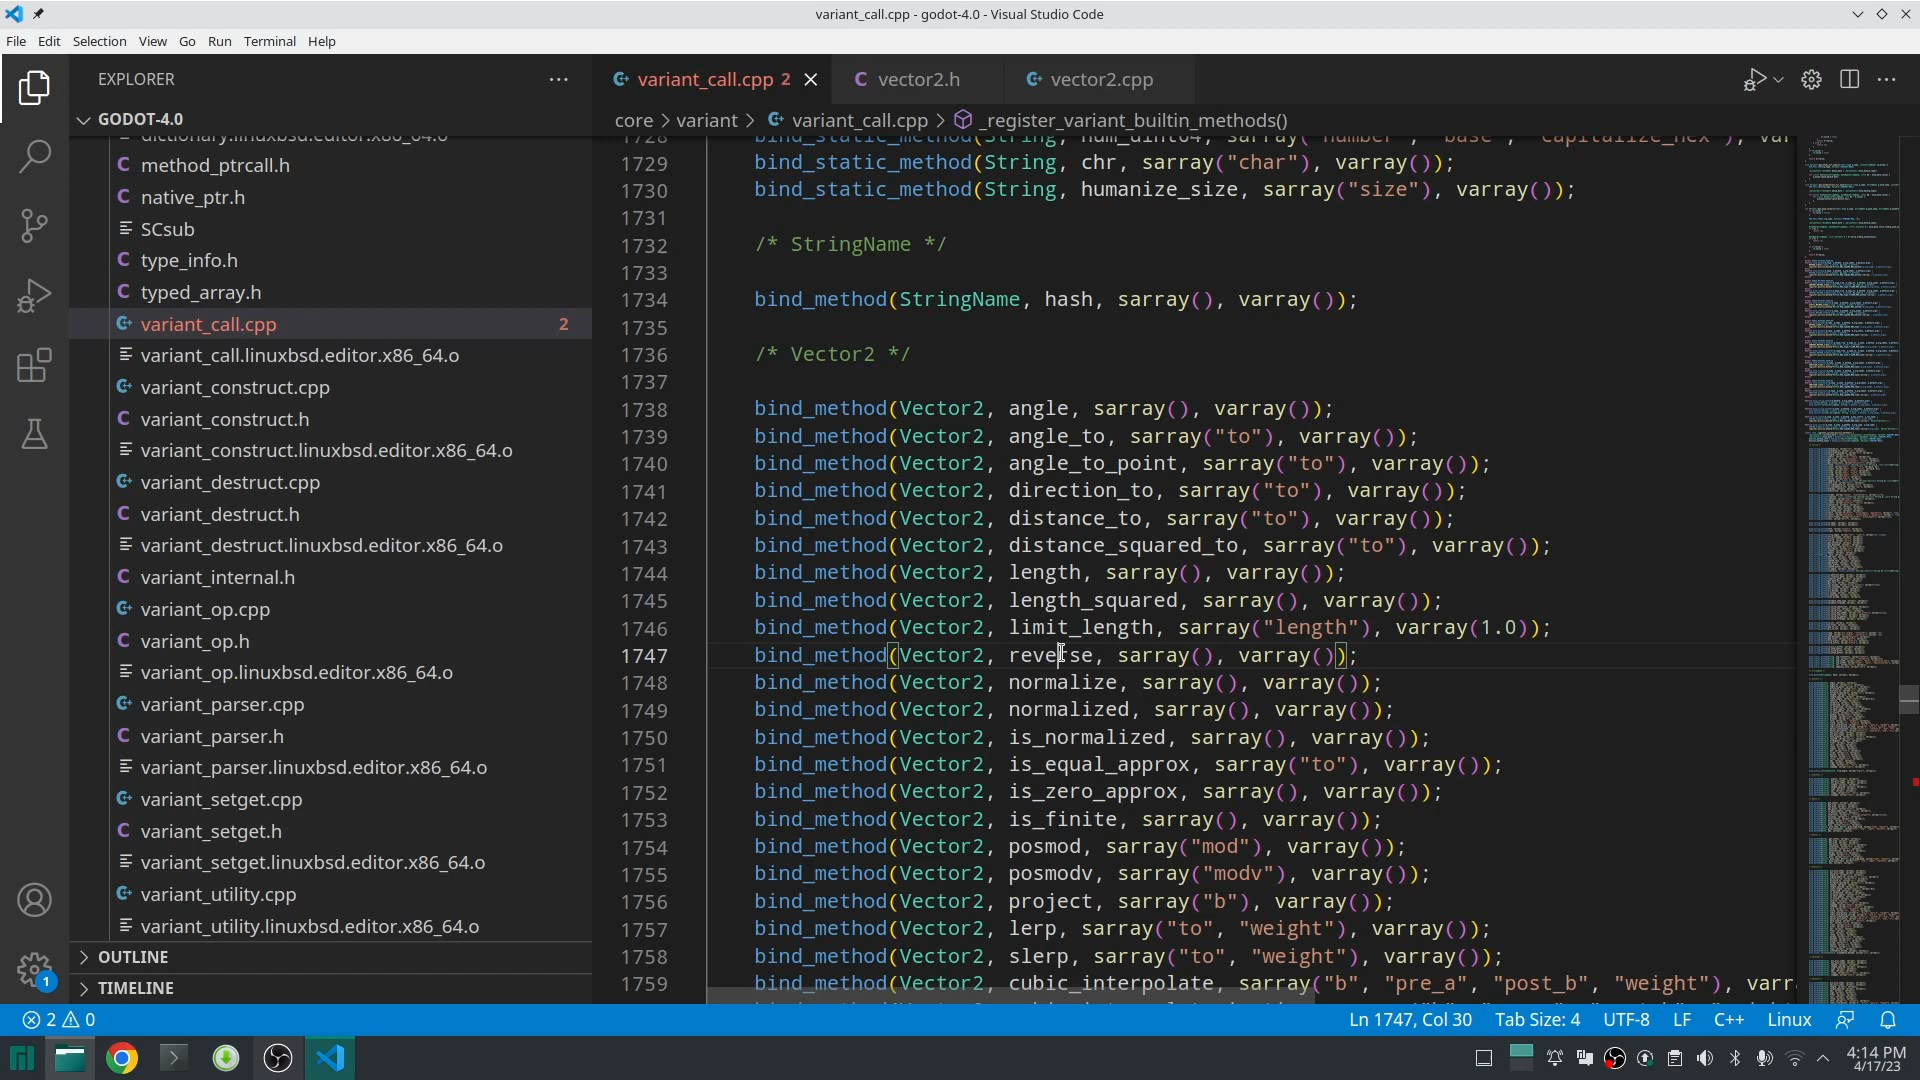 variant_call.cpp - godot-4.0 - Visual Studio Code
File Edit Selection View Go Run Terminal Help
EXPLORER
GODOT-4.0
dictionary.linuxbsd.editor.x86_64.o
method_ptrcall.h
native_ptr.h
SCsub
type_info.h
typed_array.h
variant_call.cpp 2
variant_call.linuxbsd.editor.x86_64.o
variant_construct.cpp
variant_construct.h
variant_construct.linuxbsd.editor.x86_64.o
variant_destruct.cpp
variant_destruct.h
variant_destruct.linuxbsd.editor.x86_64.o
variant_internal.h
variant_op.cpp
variant_op.h
variant_op.linuxbsd.editor.x86_64.o
variant_parser.cpp
variant_parser.h
variant_parser.linuxbsd.editor.x86_64.o
variant_setget.cpp
variant_setget.h
variant_setget.linuxbsd.editor.x86_64.o
variant_utility.cpp
variant_utility.linuxbsd.editor.x86_64.o
OUTLINE
TIMELINE
1
variant_call.cpp 2 vector2.h vector2.cpp
core > variant > variant_call.cpp > _register_variant_builtin_methods()
1728 bind_static_method(String, num_uint64, sarray("number", "base", "capitalize_hex"), var
1729 bind_static_method(String, chr, sarray("char"), varray());
1730 bind_static_method(String, humanize_size, sarray("size"), varray());
1731
1732 /* StringName */
1733
1734 bind_method(StringName, hash, sarray(), varray());
1735
1736 /* Vector2 */
1737
1738 bind_method(Vector2, angle, sarray(), varray());
1739 bind_method(Vector2, angle_to, sarray("to"), varray());
1740 bind_method(Vector2, angle_to_point, sarray("to"), varray());
1741 bind_method(Vector2, direction_to, sarray("to"), varray());
1742 bind_method(Vector2, distance_to, sarray("to"), varray());
1743 bind_method(Vector2, distance_squared_to, sarray("to"), varray());
1744 bind_method(Vector2, length, sarray(), varray());
1745 bind_method(Vector2, length_squared, sarray(), varray());
1746 bind_method(Vector2, limit_length, sarray("length"), varray(1.0));
1747 bind_method(Vector2, reverse, sarray(), varray());
1748 bind_method(Vector2, normalize, sarray(), varray());
1749 bind_method(Vector2, normalized, sarray(), varray());
1750 bind_method(Vector2, is_normalized, sarray(), varray());
1751 bind_method(Vector2, is_equal_approx, sarray("to"), varray());
1752 bind_method(Vector2, is_zero_approx, sarray(), varray());
1753 bind_method(Vector2, is_finite, sarray(), varray());
1754 bind_method(Vector2, posmod, sarray("mod"), varray());
1755 bind_method(Vector2, posmodv, sarray("modv"), varray());
1756 bind_method(Vector2, project, sarray("b"), varray());
1757 bind_method(Vector2, lerp, sarray("to", "weight"), varray());
1758 bind_method(Vector2, slerp, sarray("to", "weight"), varray());
1759 bind_method(Vector2, cubic_interpolate, sarray("b", "pre_a", "post_b", "weight"), varr
2 0 Ln 1747, Col 30 Tab Size: 4 UTF-8 LF C++ Linux
4:14 PM
4/17/23